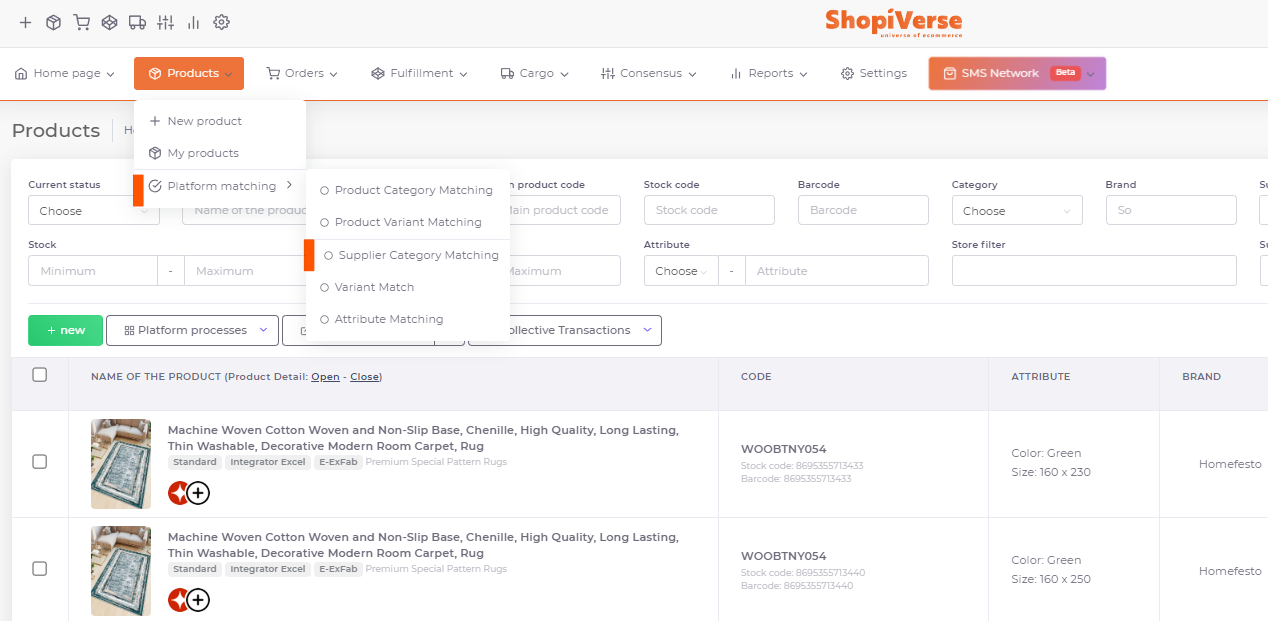 ShopiVerse
universe of ecommerce
Home page
Products
Orders
Fulfillment
Cargo
Consensus
Reports
Settings
SMS Network Beta
Products
New product
My products
Platform matching
Product Category Matching
Product Variant Matching
Supplier Category Matching
Variant Match
Attribute Matching
Current status
product code
Stock code
Barcode
Category
Brand
Choose
Name of the
product code
Stock code
Barcode
Choose
So
Stock
Attribute
Store filter
Minimum
-
Maximum
Maximum
Choose
-
Attribute
+ new
Platform processes
ollective Transactions
NAME OF THE PRODUCT (Product Detail: Open - Close)
CODE
ATTRIBUTE
BRAND
Machine Woven Cotton Woven and Non-Slip Base, Chenille, High Quality, Long Lasting,
Thin Washable, Decorative Modern Room Carpet, Rug
Standard Integrator Excel E-ExFab Premium Special Pattern Rugs
WOOBTNY054
Stock code: 8695355713433
Barcode: 8695355713433
Color: Green
Size: 160 x 230
Homefesto
Machine Woven Cotton Woven and Non-Slip Base, Chenille, High Quality, Long Lasting,
Thin Washable, Decorative Modern Room Carpet, Rug
Standard Integrator Excel E-ExFab Premium Special Pattern Rugs
WOOBTNY054
Stock code: 8695355713440
Barcode: 8695355713440
Color: Green
Size: 160 x 250
Homefesto